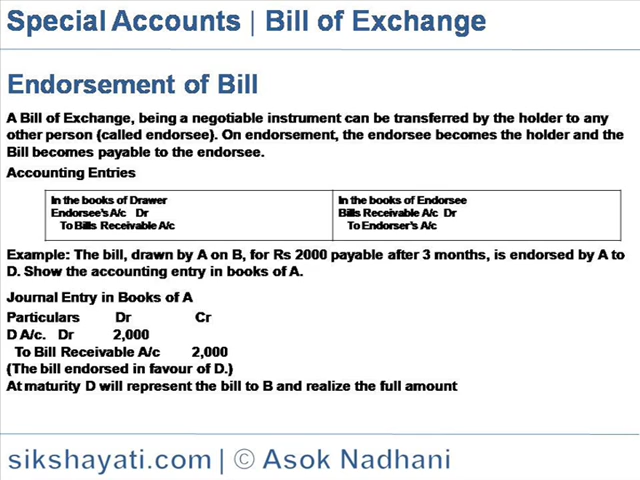 Special Accounts | Bill of Exchange
Endorsement of Bill
A Bill of Exchange, being a negotiable instrument can be transferred by the holder to any
other person (called endorsee). On endorsement, the endorsee becomes the holder and the
Bill becomes payable to the endorsee.
Accounting Entries
In the books of Drawer
Endorsee's A/c Dr
To Bills Receivable A/c
In the books of Endorsee
Bills Receivable A/c Dr
To Endorser's A/c
Example: The bill, drawn by A on B, for Rs 2000 payable after 3 months, is endorsed by A to
D. Show the accounting entry in books of A.
Journal Entry in Books of A
Particulars Dr Cr
D A/c. Dr 2,000
To Bill Receivable A/c 2,000
(The bill endorsed in favour of D.)
At maturity D will represent the bill to B and realize the full amount
sikshayati.com | © Asok Nadhani